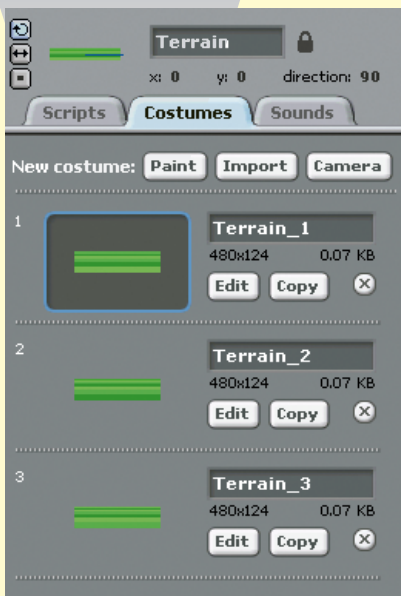 Terrain
x: 0 y: 0 direction: 90
Scripts Costumes Sounds
New costume: Paint Import Camera
1
Terrain_1
480x124 0.07 KB
Edit Copy
2
Terrain_2
480x124 0.07 KB
Edit Copy
3
Terrain_3
480x124 0.07 KB
Edit Copy